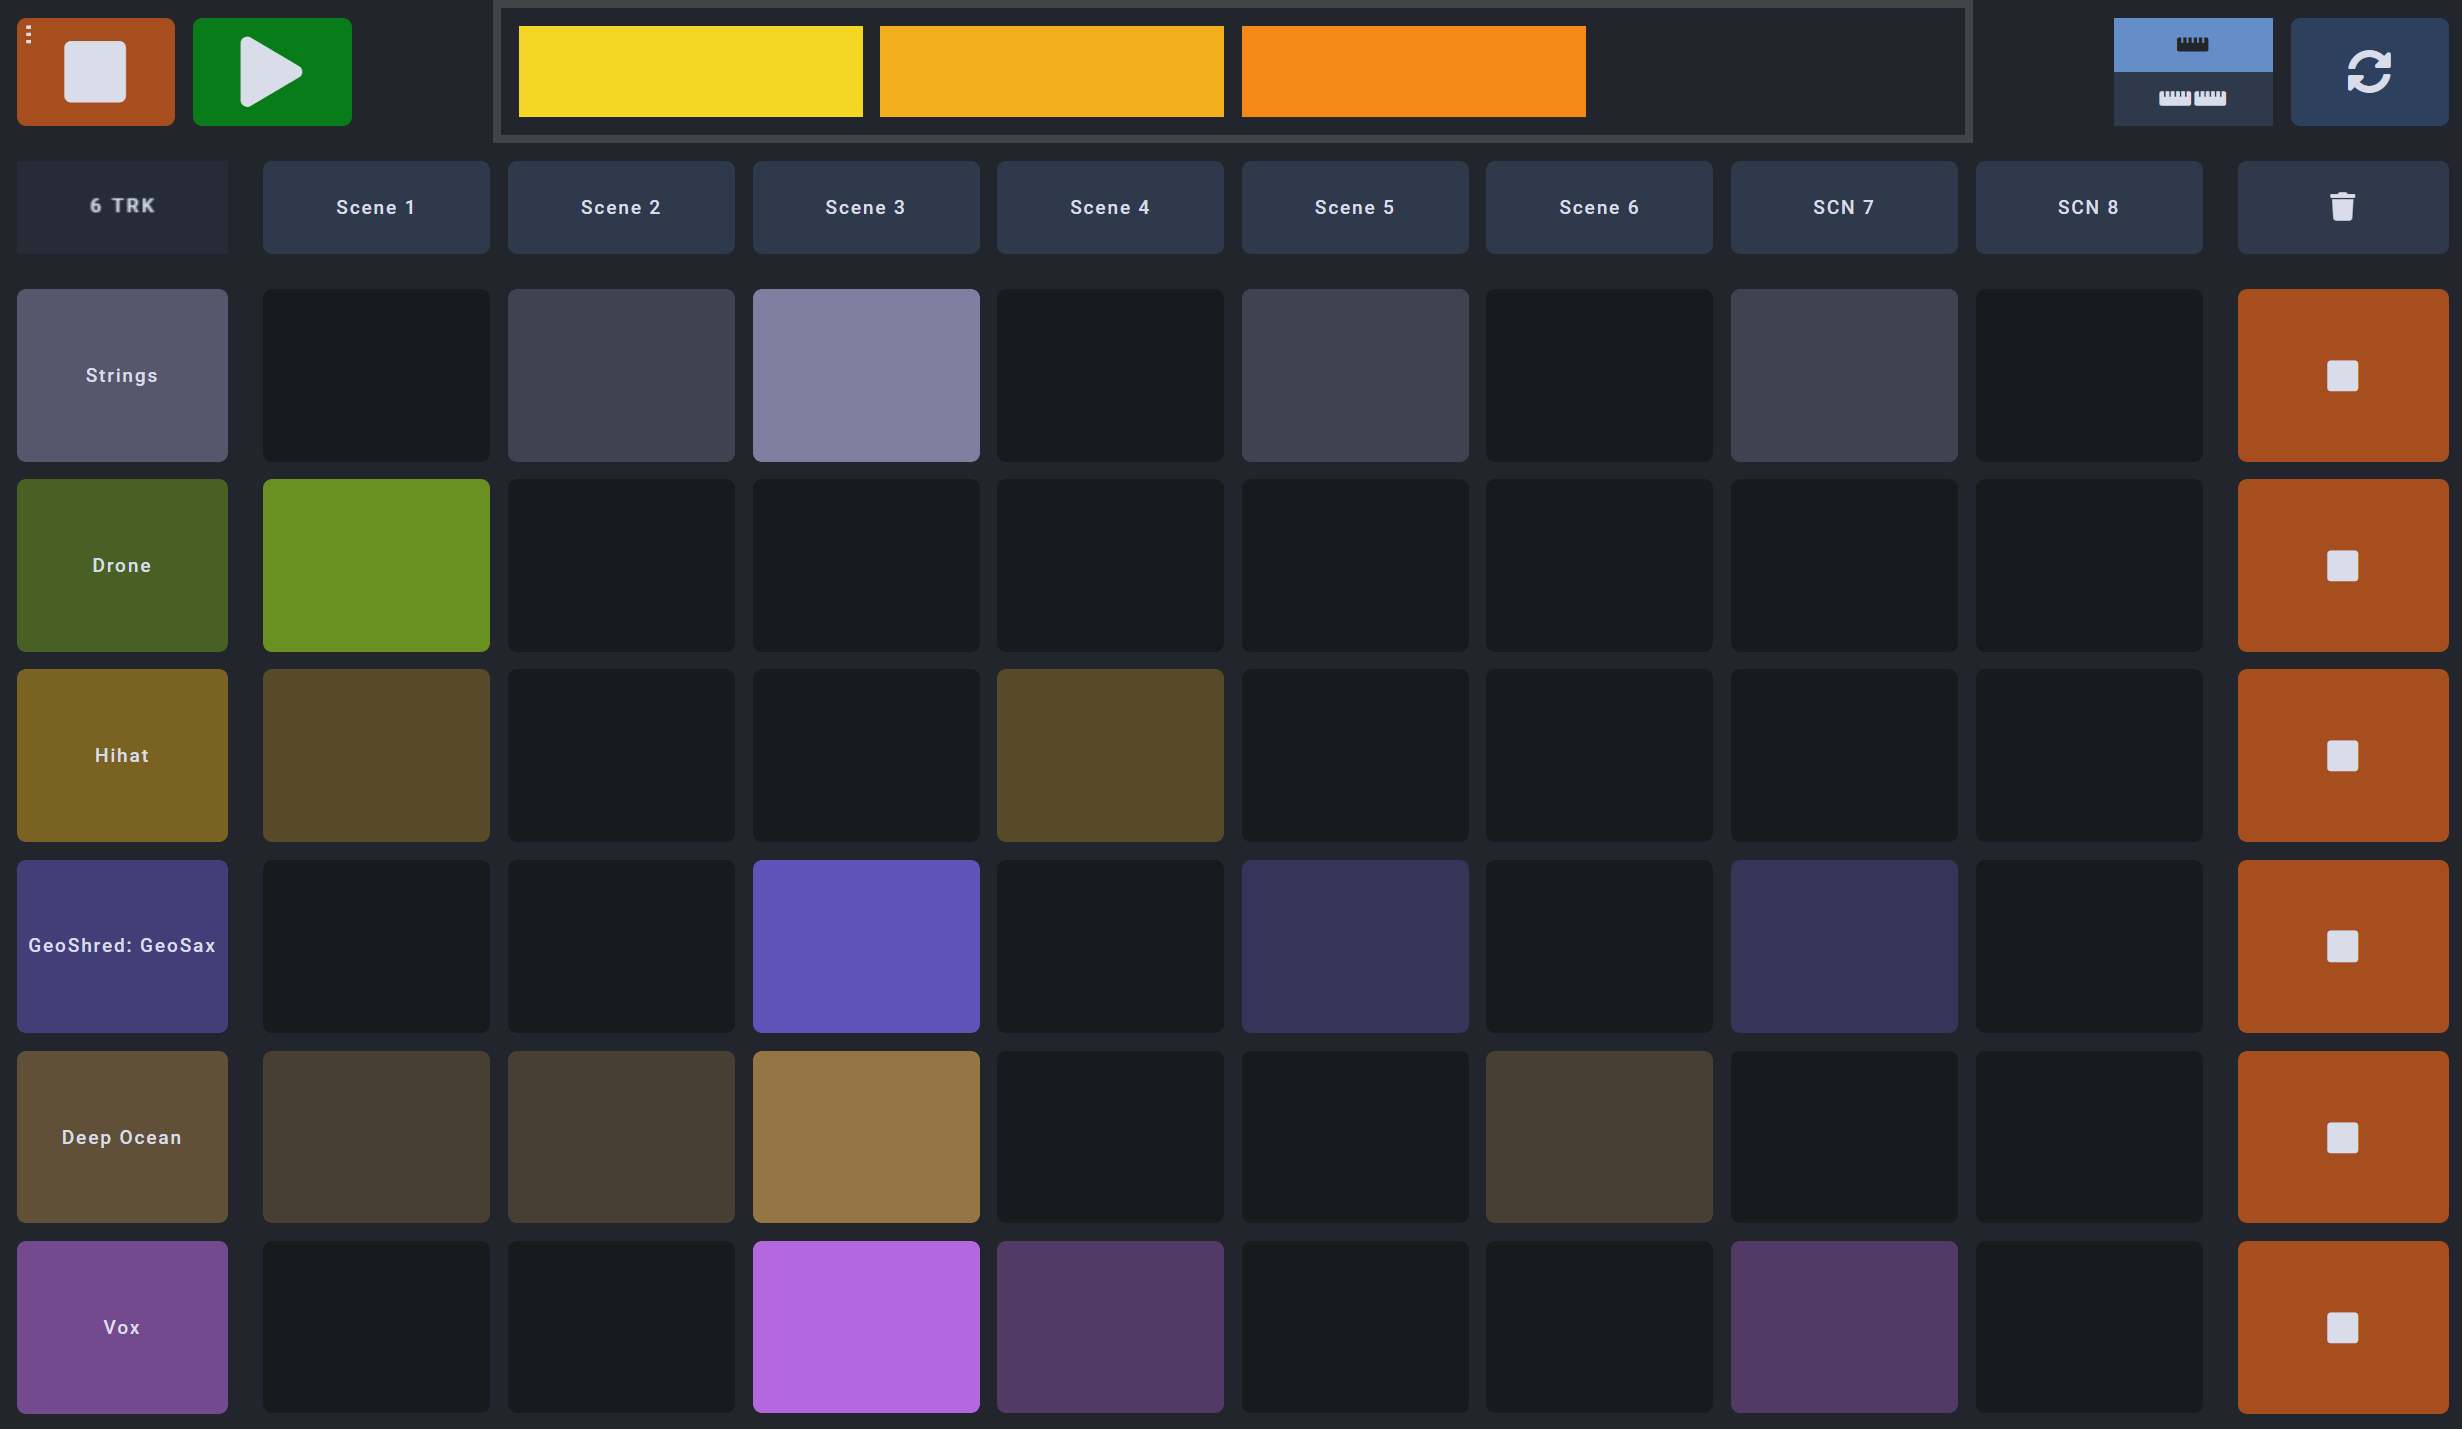 6 TRK
Scene 1
Scene 2
Scene 3
Scene 4
Scene 5
Scene 6
SCN 7
SCN 8
Strings
Drone
Hihat
GeoShred: GeoSax
Deep Ocean
Vox